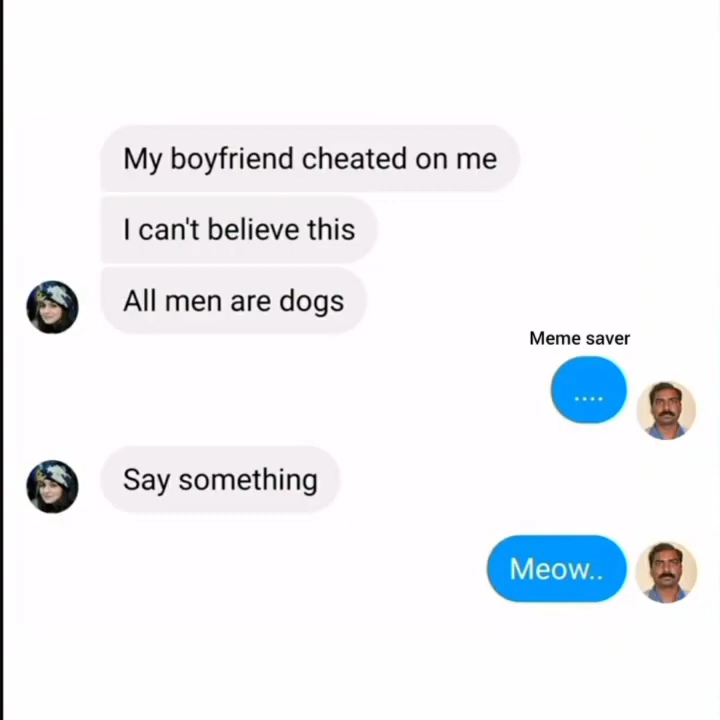 My boyfriend cheated on me
I can't believe this
All men are dogs
Meme saver
....
Say something
Meow..